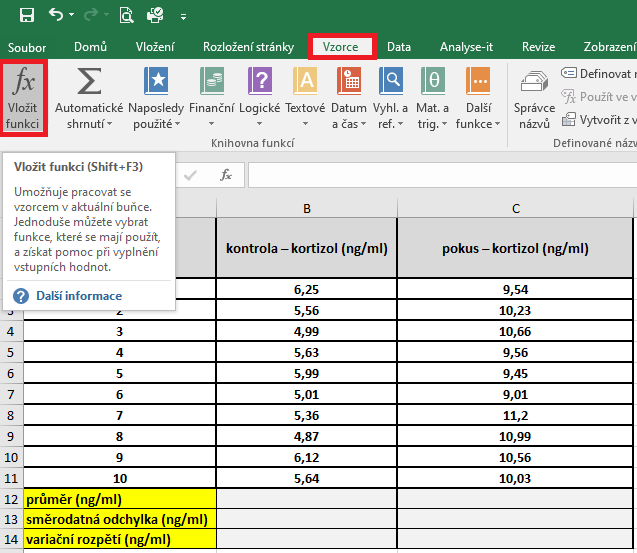 Soubor Domů Vložení Rozložení stránky Vzorce Data Analyse-it Revize Zobrazení
fx Σ ? A θ
Vložit funkci Automatické shrnutí Naposledy použité Finanční Logické Textové Datum a čas Vyhl. a ref. Mat. a trig. Další funkce Správce názvů
Definovat
Použít ve v
Vytvořit z v
Knihovna funkcí Definované názv
Vložit funkci (Shift+F3)
fx
Umožňuje pracovat se
vzorcem v aktuální buňce.
Jednoduše můžete vybrat
funkce, které se mají použít,
a získat pomoc při vyplnění
vstupních hodnot.
? Další informace
B C
kontrola – kortizol (ng/ml) pokus – kortizol (ng/ml)
6,25 9,54
3 2 5,56 10,23
4 3 4,99 10,66
5 4 5,63 9,56
6 5 5,99 9,45
7 6 5,01 9,01
8 7 5,36 11,2
9 8 4,87 10,99
10 9 6,12 10,56
11 10 5,64 10,03
12 průměr (ng/ml)
13 směrodatná odchylka (ng/ml)
14 variační rozpětí (ng/ml)